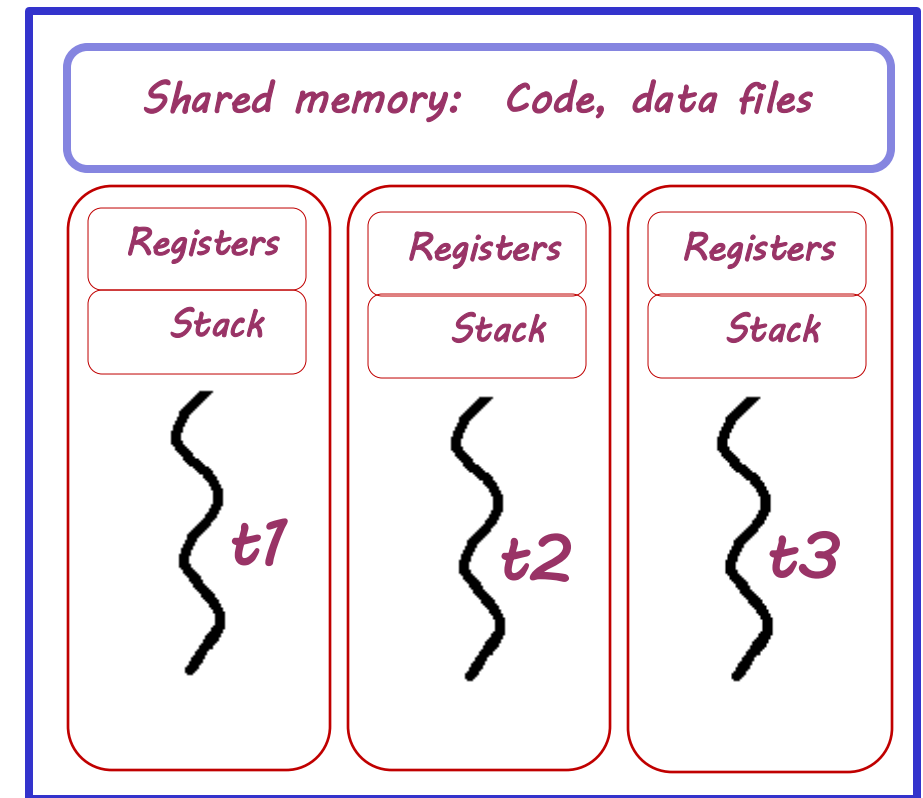 Shared memory: Code, data files
Registers
Stack
t1
Registers
Stack
t2
Registers
Stack
t3